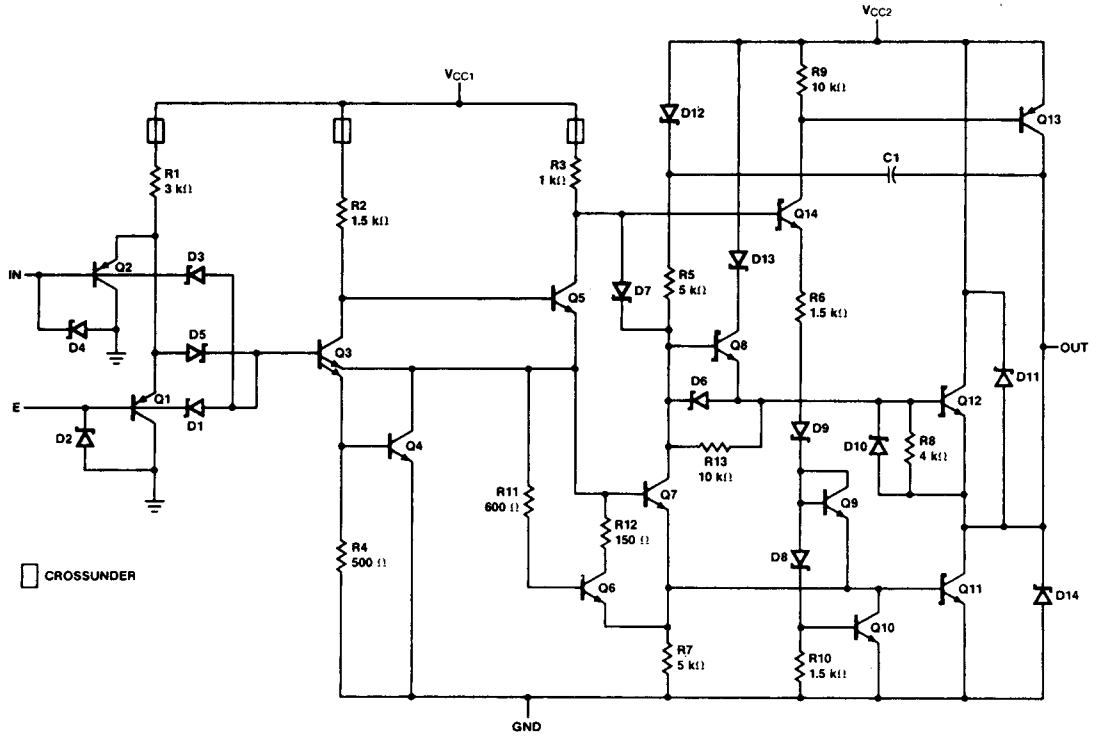 VCC2
R9
10 kΩ
VCC1
D12
Q13
C1
R1
3 kΩ
R3
1 kΩ
R2
1.5 kΩ
Q14
IN
Q2
D3
D13
R5
5 kΩ
Q5
D7
R6
1.5 kΩ
D4
D5
Q3
Q8
OUT
D11
D6
E
Q1
D1
Q12
D2
Q4
D9
D10
R8
4 kΩ
R13
10 kΩ
R11
600 Ω
Q7
Q9
R12
150 Ω
R4
500 Ω
D8
CROSSUNDER
Q6
Q11
D14
Q10
R7
5 kΩ
R10
1.5 kΩ
GND